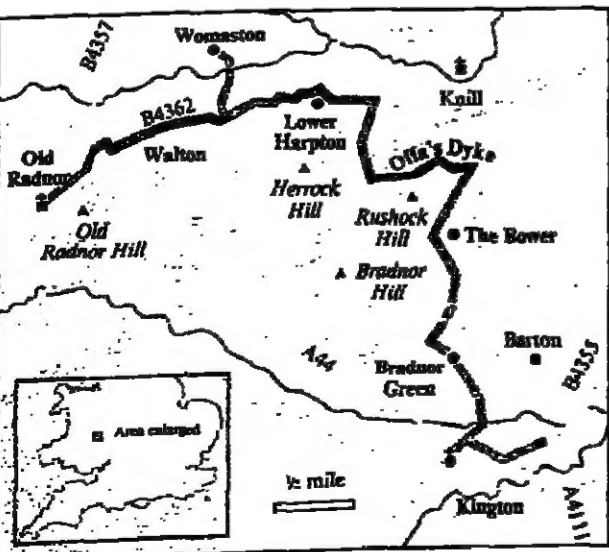 B4357
Womaston
Knill
B4362
Lower
Harpton
Walton
Offa's Dyke
Old
Radnor
Herrock
Hill
Rushock
Hill
Old
Radnor Hill
The Bower
Bradnor
Hill
A44
Barton
Bradnor
Green
B4355
Area enlarged
½ mile
Kington
A4111